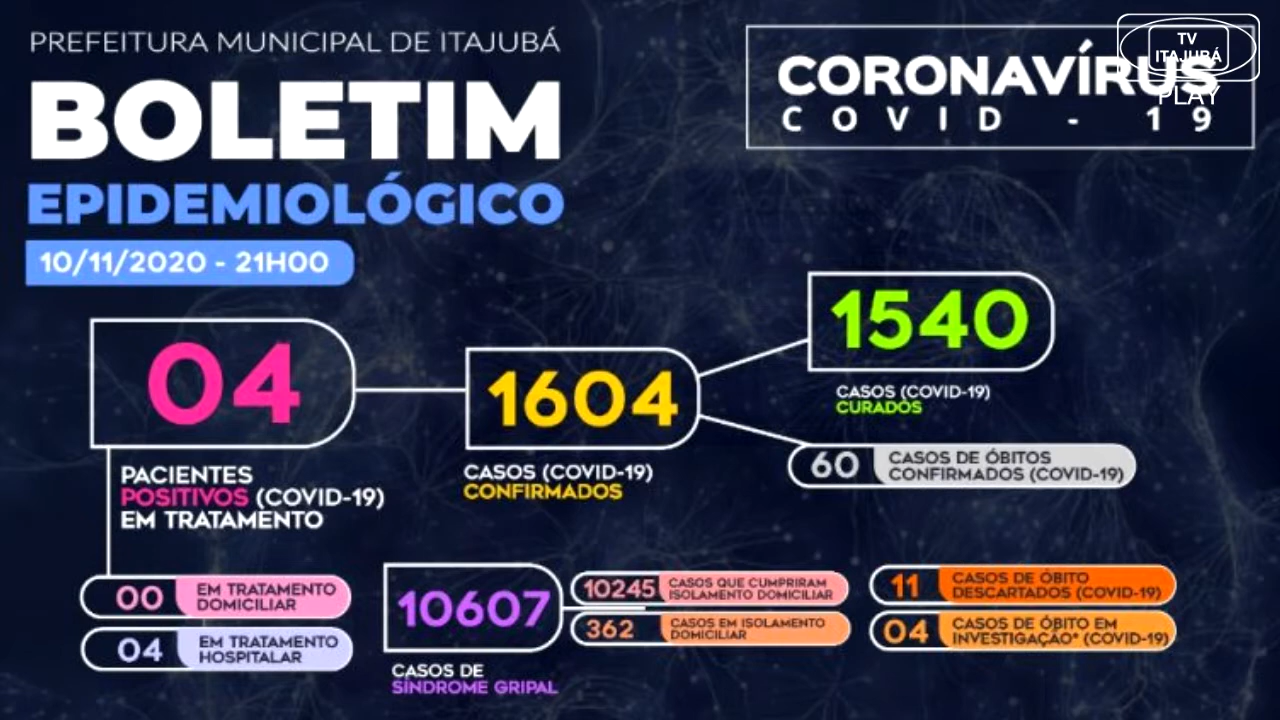 PREFEITURA MUNICIPAL DE ITAJUBÁ
BOLETIM
EPIDEMIOLÓGICO
10/11/2020 - 21H00
CORONAVÍRUS
COVID - 19
TV
ITAJUBÁ
PLAY
04
PACIENTES
POSITIVOS (COVID-19)
EM TRATAMENTO
00
EM TRATAMENTO
DOMICILIAR
04
EM TRATAMENTO
HOSPITALAR
1604
CASOS (COVID-19)
CONFIRMADOS
1540
CASOS (COVID-19)
CURADOS
60
CASOS DE ÓBITOS
CONFIRMADOS (COVID-19)
10607
CASOS DE
SÍNDROME GRIPAL
10245
CASOS QUE CUMPRIRAM
ISOLAMENTO DOMICILIAR
362
CASOS EM ISOLAMENTO
DOMICILIAR
11
CASOS DE ÓBITO
DESCARTADOS (COVID-19)
04
CASOS DE ÓBITO EM
INVESTIGAÇÃO* (COVID-19)